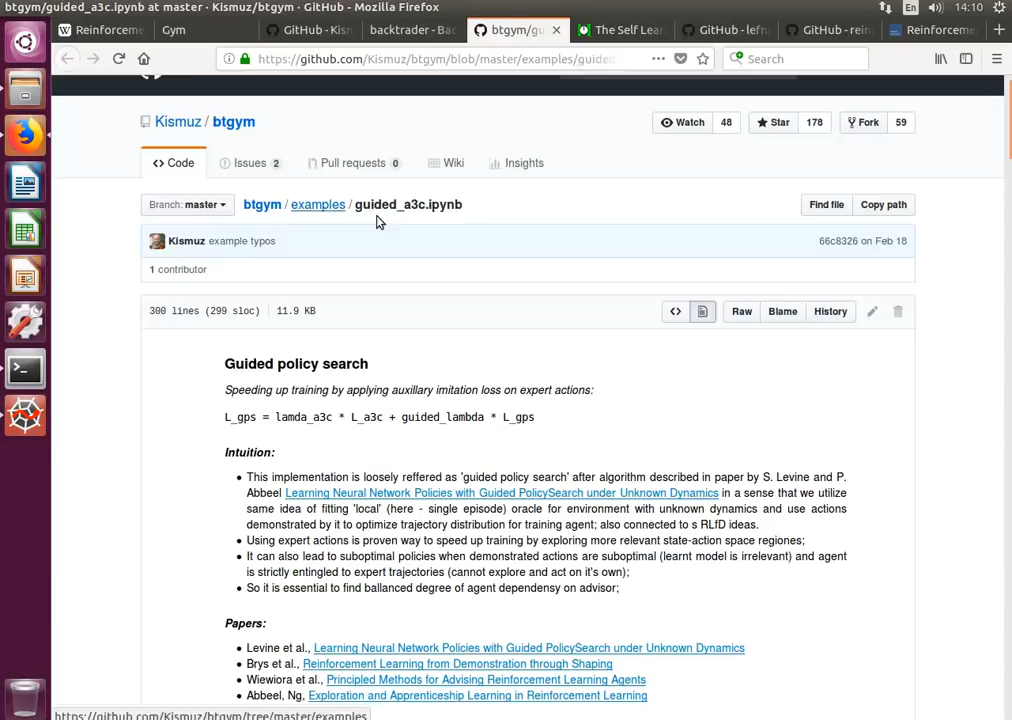 btgym/guided_a3c.ipynb at master · Kismuz/btgym · GitHub - Mozilla Firefox
En 14:10
W Reinforceme Gym GitHub - Kism backtrader - Bac btgym/gu The Self Lear GitHub - lefn GitHub - rein Reinforceme
https://github.com/Kismuz/btgym/blob/master/examples/guided Search
Kismuz / btgym Watch 48 Star 178 Fork 59
<> Code Issues 2 Pull requests 0 Wiki Insights
Branch: master btgym / examples / guided_a3c.ipynb Find file Copy path
Kismuz example typos 66c8326 on Feb 18
1 contributor
300 lines (299 sloc) 11.9 KB <> Raw Blame History
Guided policy search
Speeding up training by applying auxillary imitation loss on expert actions:
L_gps = lamda_a3c * L_a3c + guided_lambda * L_gps
Intuition:
• This implementation is loosely reffered as 'guided policy search' after algorithm described in paper by S. Levine and P.
Abbeel Learning Neural Network Policies with Guided PolicySearch under Unknown Dynamics in a sense that we utilize
same idea of fitting 'local' (here - single episode) oracle for environment with unknown dynamics and use actions
demonstrated by it to optimize trajectory distribution for training agent; also connected to s RLfD ideas.
• Using expert actions is proven way to speed up training by exploring more relevant state-action space regiones;
• It can also lead to suboptimal policies when demonstrated actions are suboptimal (learnt model is irrelevant) and agent
is strictly entingled to expert trajectories (cannot explore and act on it's own);
• So it is essential to find ballanced degree of agent dependensy on advisor;
Papers:
• Levine et al., Learning Neural Network Policies with Guided PolicySearch under Unknown Dynamics
• Brys et al., Reinforcement Learning from Demonstration through Shaping
• Wiewiora et al., Principled Methods for Advising Reinforcement Learning Agents
• Abbeel, Ng, Exploration and Apprenticeship Learning in Reinforcement Learning
https://github.com/Kismuz/btgym/tree/master/examples